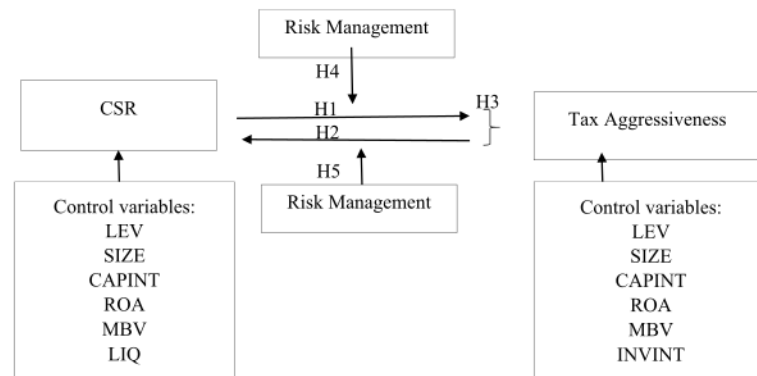 Risk Management
H4
CSR
H1
H3
H2
Tax Aggressiveness
H5
Risk Management
Control variables:
LEV
SIZE
CAPINT
ROA
MBV
LIQ
Control variables:
LEV
SIZE
CAPINT
ROA
MBV
INVINT